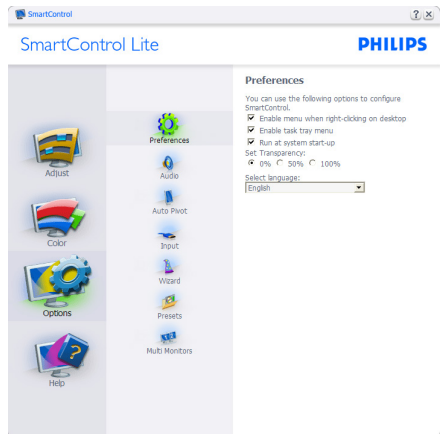 SmartControl
SmartControl Lite
PHILIPS
Adjust
Color
Options
Help
Preferences
Audio
Auto Pivot
Input
Wizard
Presets
Multi Monitors
Preferences
You can use the following options to configure
SmartControl.
Enable menu when right-clicking on desktop
Enable task tray menu
Run at system start-up
Set Transparency:
0% 50% 100%
Select language:
English